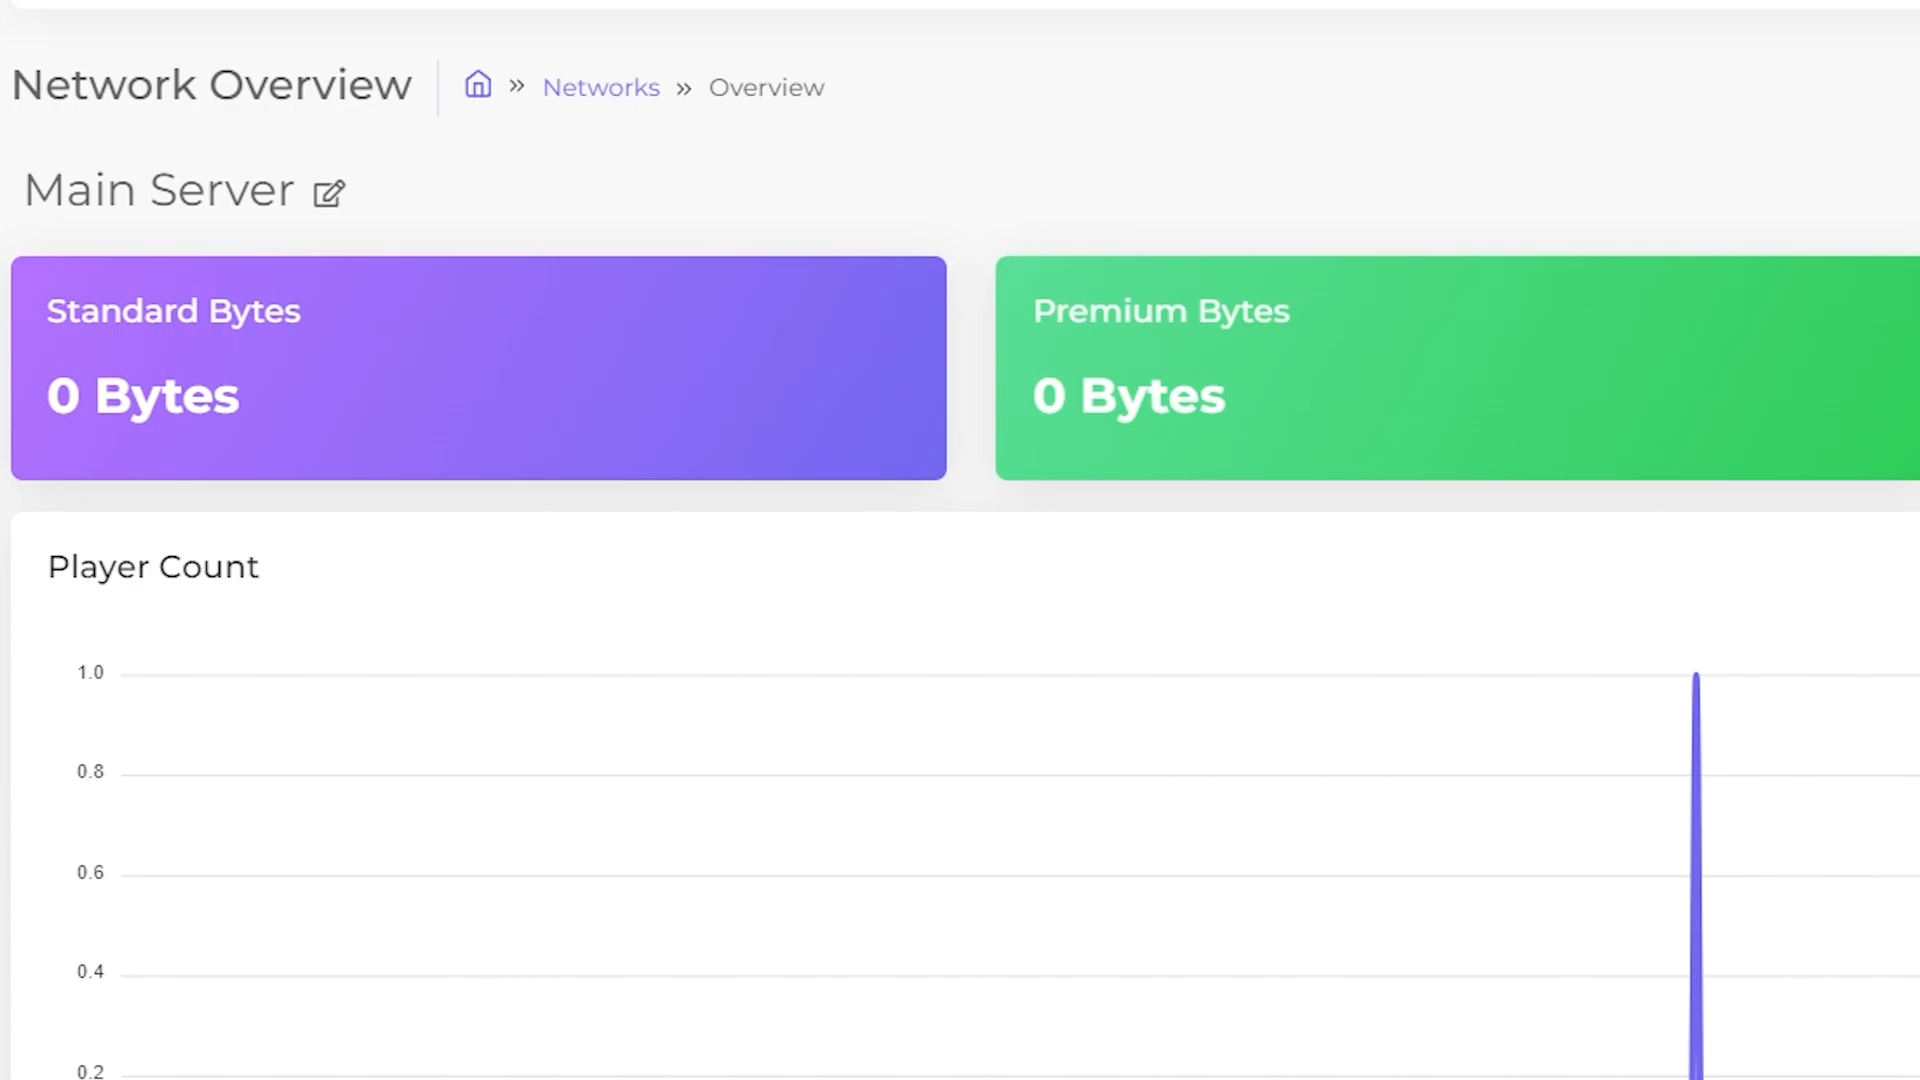 Network Overview » Networks » Overview
Main Server
Standard Bytes
0 Bytes
Premium Bytes
0 Bytes
Player Count
1.0
0.8
0.6
0.4
0.2